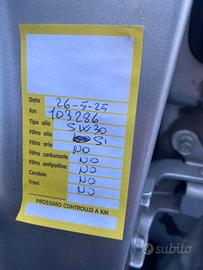 Data 26-5-25
Km 103286
Tipo olio 5W30
Filtro olio SI
Filtro aria NO
Filtro carburante NO
Filtro antipolline NO
Candele NO
Freni NO
PROSSIMO CONTROLLO A KM
subito